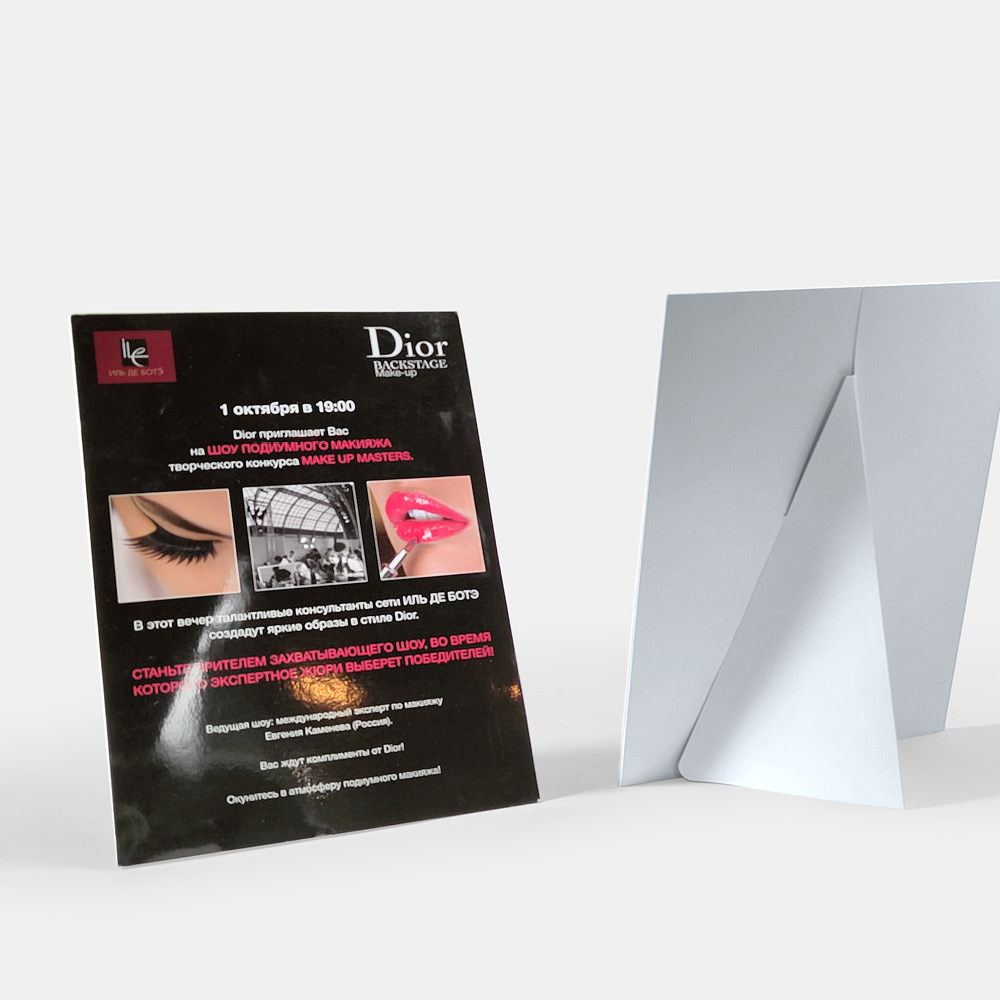 ile
ИЛЬ ДЕ БОТЭ
Dior
BACKSTAGE
Make-up
1 октября в 19:00
Dior приглашает Вас
на ШОУ ПОДИУМНОГО МАКИЯЖА
творческого конкурса MAKE UP MASTERS.
В этот вечер талантливые консультанты сети ИЛЬ ДЕ БОТЭ
создадут яркие образы в стиле Dior.
СТАНЬТЕ ЗРИТЕЛЕМ ЗАХВАТЫВАЮЩЕГО ШОУ, ВО ВРЕМЯ
КОТОРОГО ЭКСПЕРТНОЕ ЖЮРИ ВЫБЕРЕТ ПОБЕДИТЕЛЕЙ!
Ведущая шоу: международный эксперт по макияжу
Евгения Каменева (Россия).
Вас ждут комплименты от Dior!
Окунитесь в атмосферу подиумного макияжа!